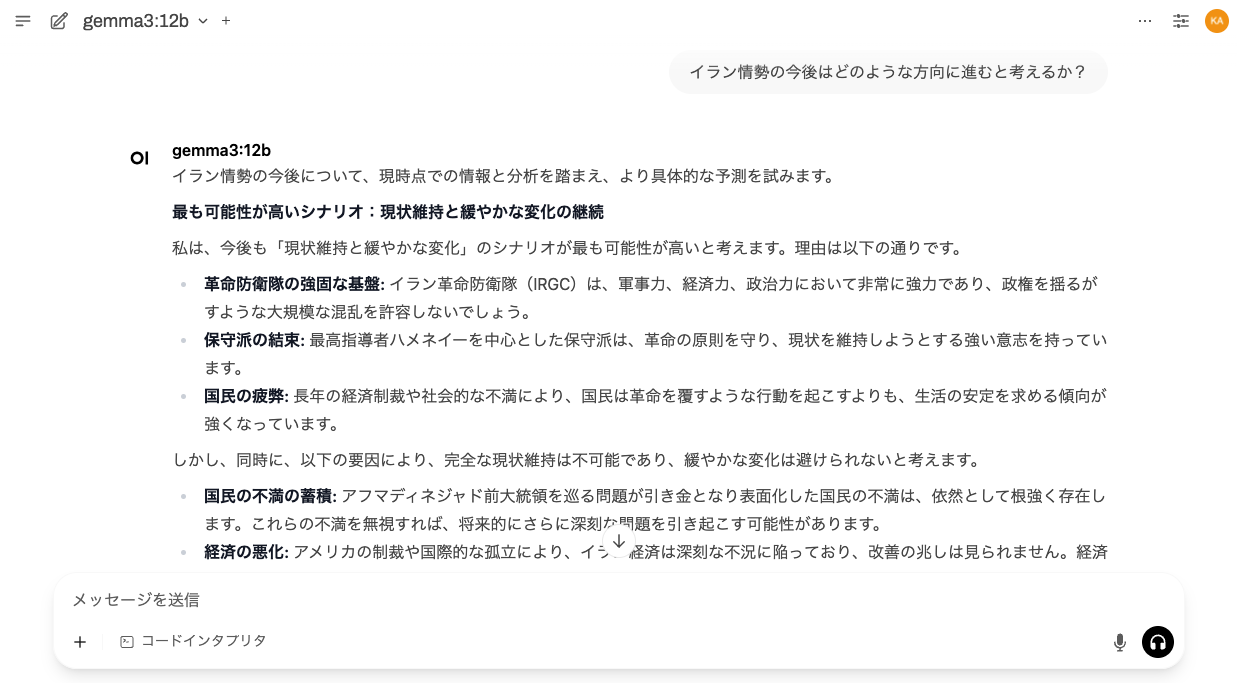 gemma3:12b
KA
イラン情勢の今後はどのような方向に進むと考えるか？
OI
gemma3:12b
イラン情勢の今後について、現時点での情報と分析を踏まえ、より具体的な予測を試みます。
最も可能性が高いシナリオ：現状維持と緩やかな変化の継続
私は、今後も「現状維持と緩やかな変化」のシナリオが最も可能性が高いと考えます。理由は以下の通りです。
革命防衛隊の強固な基盤: イラン革命防衛隊（IRGC）は、軍事力、経済力、政治力において非常に強力であり、政権を揺るが
すような大規模な混乱を許容しないでしょう。
保守派の結束: 最高指導者ハメネイーを中心とした保守派は、革命の原則を守り、現状を維持しようとする強い意志を持ってい
ます。
国民の疲弊: 長年の経済制裁や社会的な不満により、国民は革命を覆すような行動を起こすよりも、生活の安定を求める傾向が
強くなっています。
しかし、同時に、以下の要因により、完全な現状維持は不可能であり、緩やかな変化は避けられないと考えます。
国民の不満の蓄積: アフマディネジャド前大統領を巡る問題が引き金となり表面化した国民の不満は、依然として根強く存在し
ます。これらの不満を無視すれば、将来的にさらに深刻な問題を引き起こす可能性があります。
経済の悪化: アメリカの制裁や国際的な孤立により、イラン経済は深刻な不況に陥っており、改善の兆しは見られません。経済
メッセージを送信
コードインタプリタ